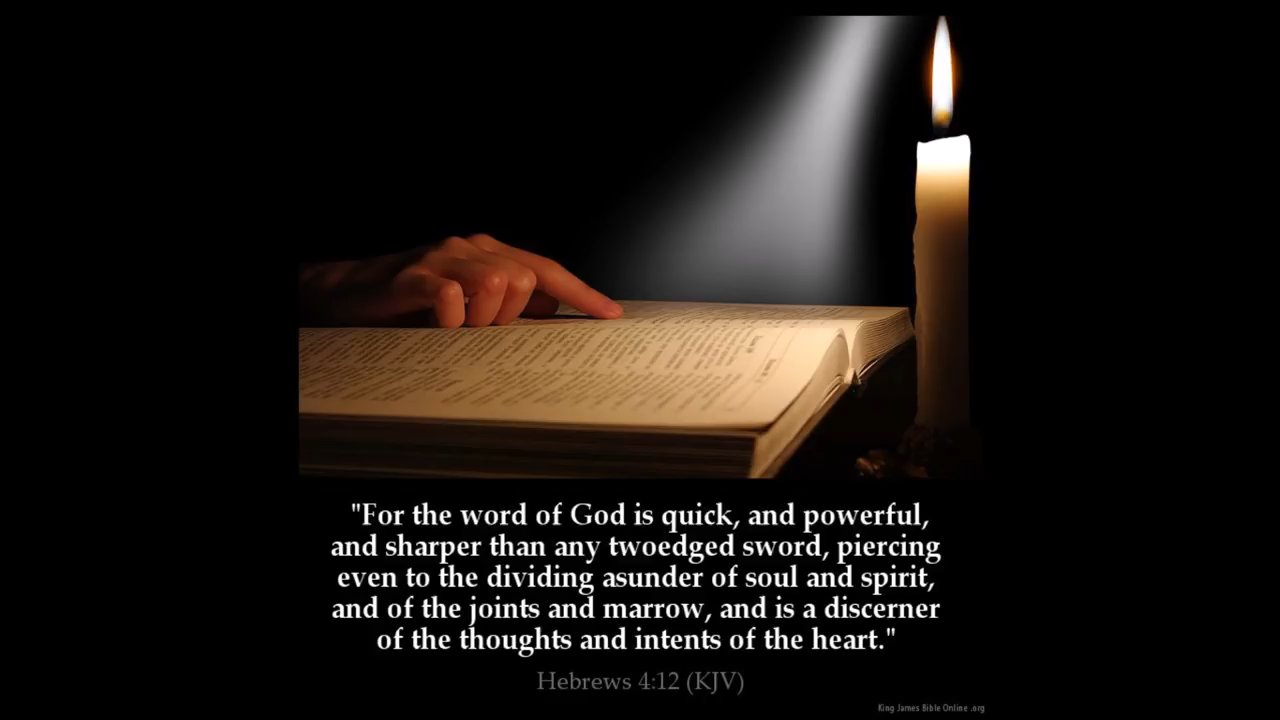 "For the word of God is quick, and powerful,
and sharper than any twoedged sword, piercing
even to the dividing asunder of soul and spirit,
and of the joints and marrow, and is a discerner
of the thoughts and intents of the heart."
Hebrews 4:12 (KJV)
King James Bible Online .org